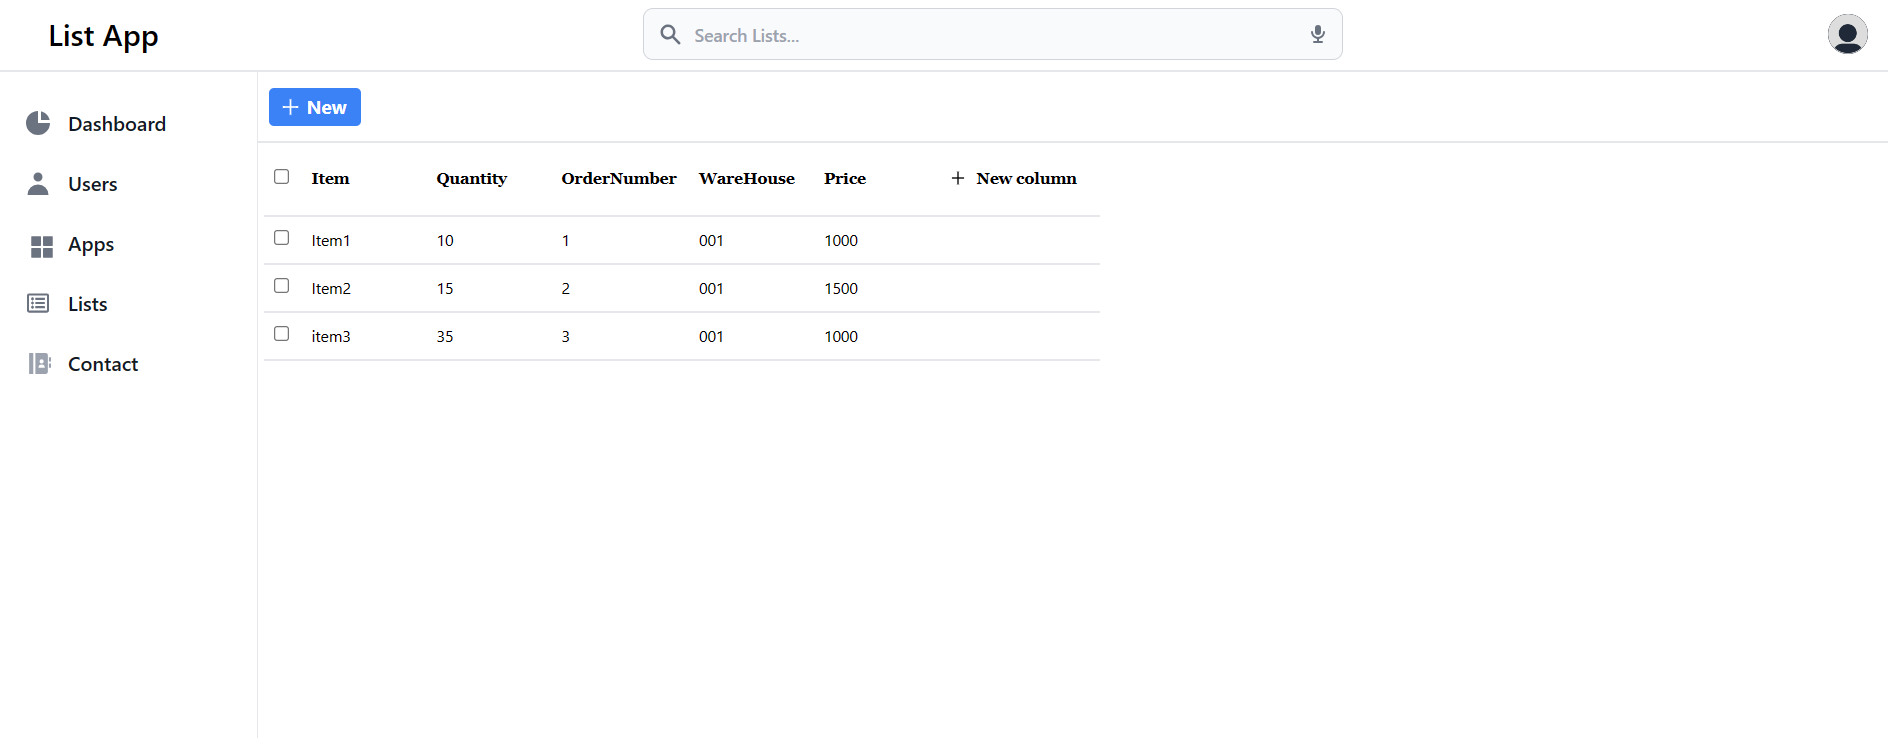 List App
Search Lists...
Dashboard
Users
Apps
Lists
Contact
New
Item Quantity OrderNumber WareHouse Price New column
Item1 10 1 001 1000
Item2 15 2 001 1500
item3 35 3 001 1000